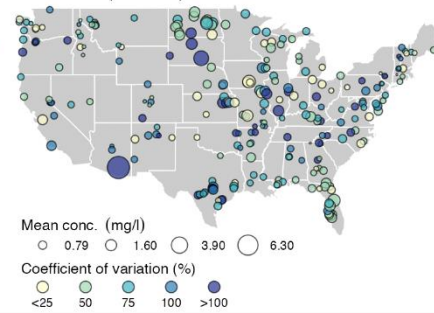 Mean conc. (mg/l)
0.79 1.60 3.90 6.30
Coefficient of variation (%)
<25 50 75 100 >100